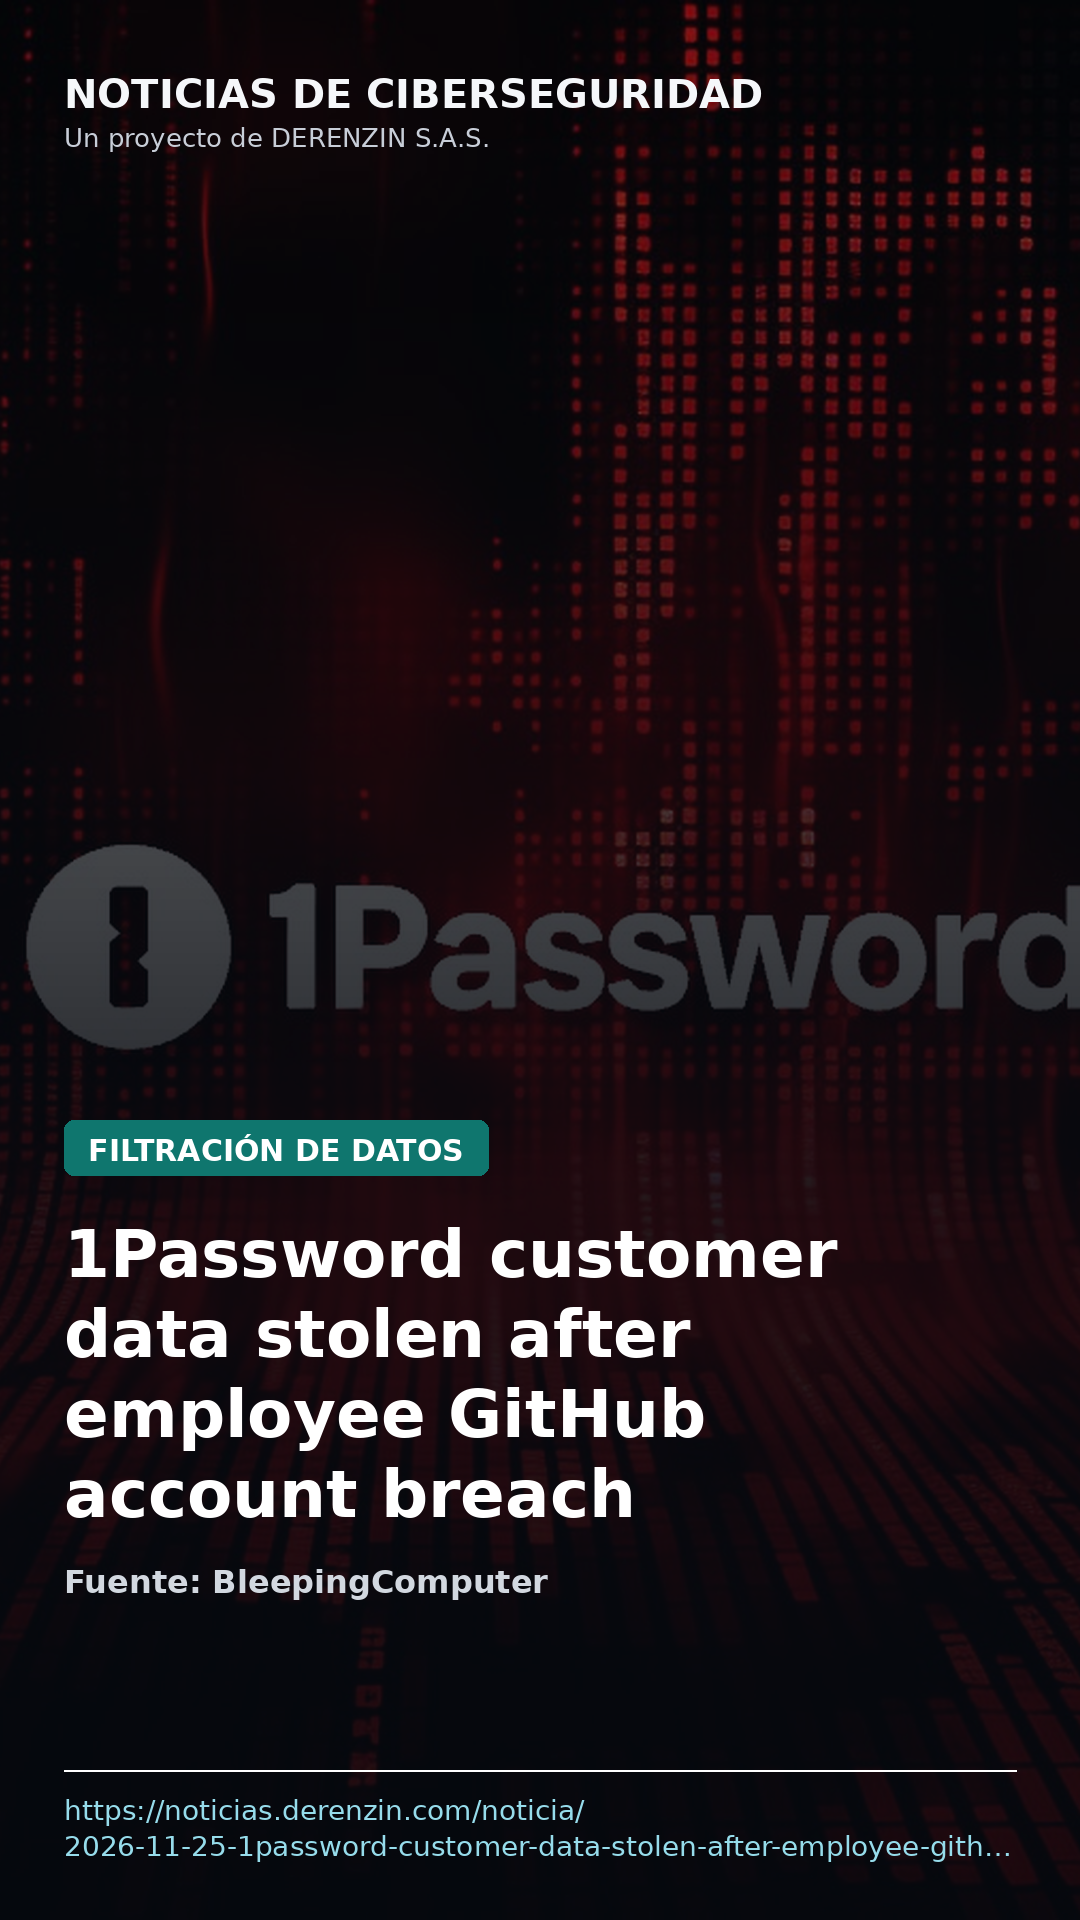 NOTICIAS DE CIBERSEGURIDAD
Un proyecto de DERENZIN S.A.S.
1Password
FILTRACIÓN DE DATOS
1Password customer
data stolen after
employee GitHub
account breach
Fuente: BleepingComputer
https://noticias.derenzin.com/noticia/
2026-11-25-1password-customer-data-stolen-after-employee-gith…